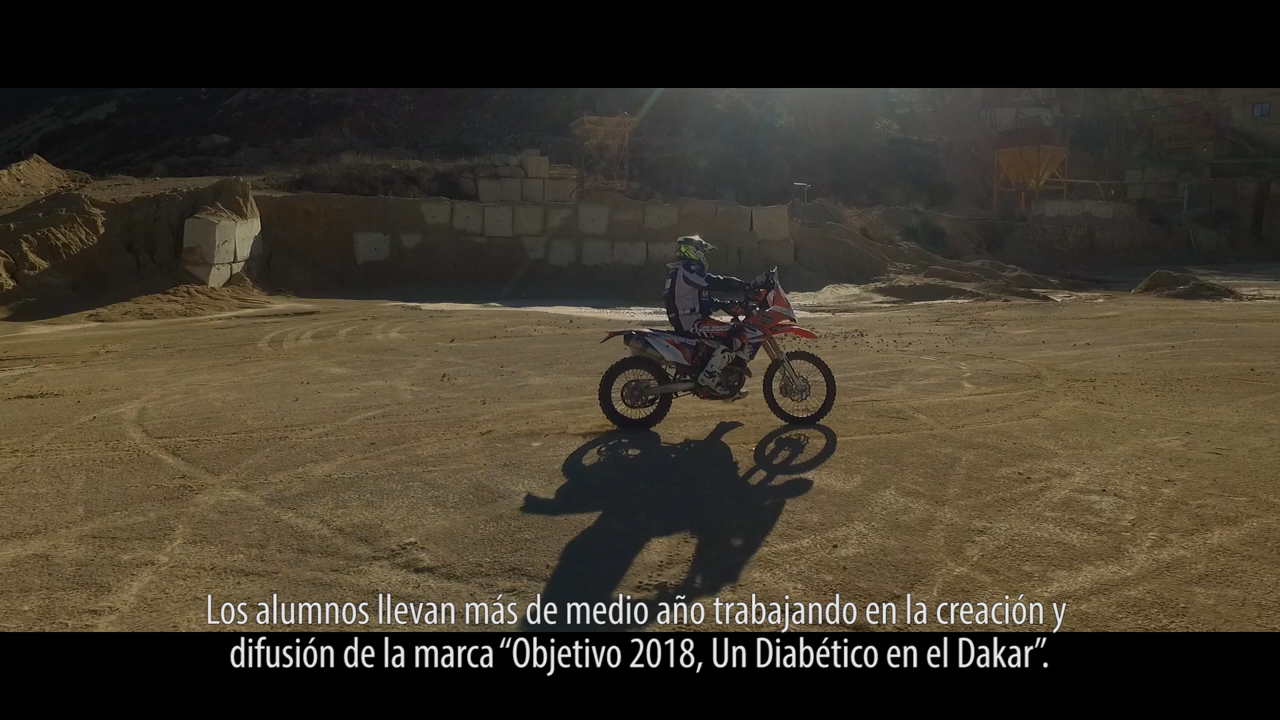 Los alumnos llevan más de medio año trabajando en la creación y
difusión de la marca “Objetivo 2018, Un Diabético en el Dakar”.